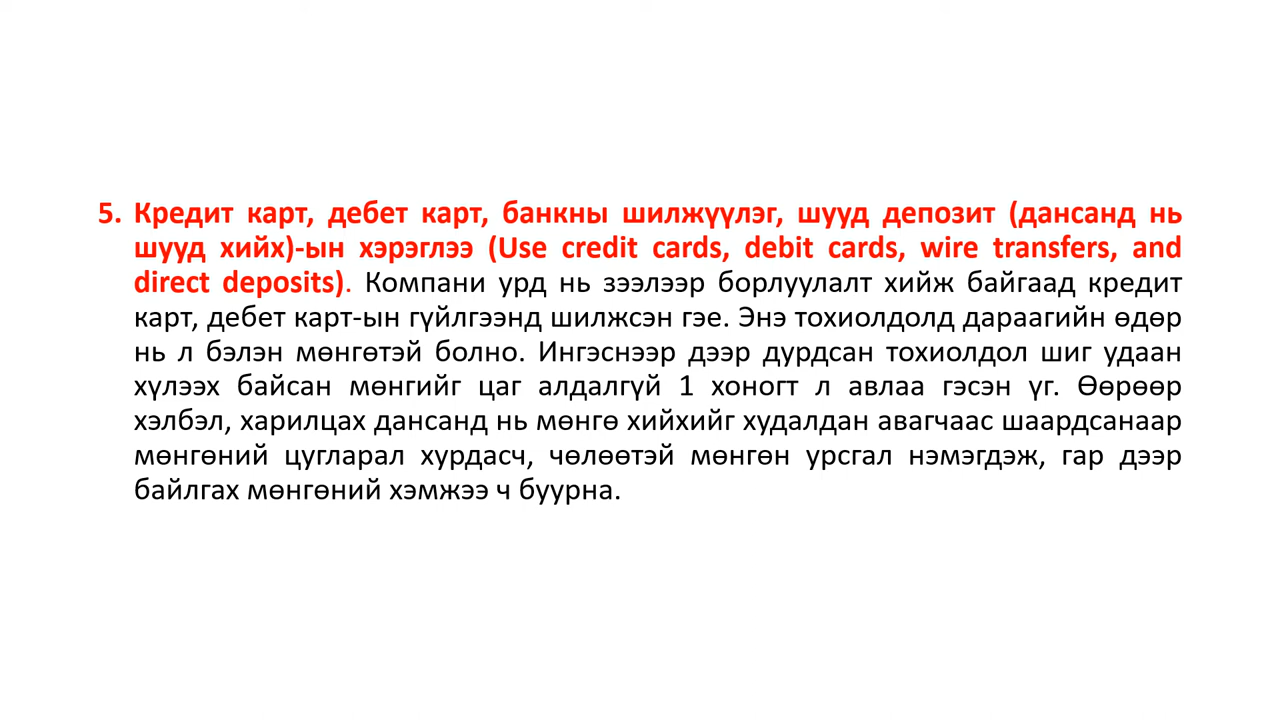 5. Кредит карт, дебет карт, банкны шилжүүлэг, шууд депозит (дансанд нь
шууд хийх)-ын хэрэглээ (Use credit cards, debit cards, wire transfers, and
direct deposits). Компани урд нь зээлээр борлуулалт хийж байгаад кредит
карт, дебет карт-ын гүйлгээнд шилжсэн гэе. Энэ тохиолдолд дараагийн өдөр
нь л бэлэн мөнгөтэй болно. Ингэснээр дээр дурдсан тохиолдол шиг удаан
хүлээх байсан мөнгийг цаг алдалгүй 1 хоногт л авлаа гэсэн үг. Өөрөөр
хэлбэл, харилцах дансанд нь мөнгө хийхийг худалдан авагчаас шаардсанаар
мөнгөний цугларал хурдасч, чөлөөтэй мөнгөн урсгал нэмэгдэж, гар дээр
байлгах мөнгөний хэмжээ ч буурна.